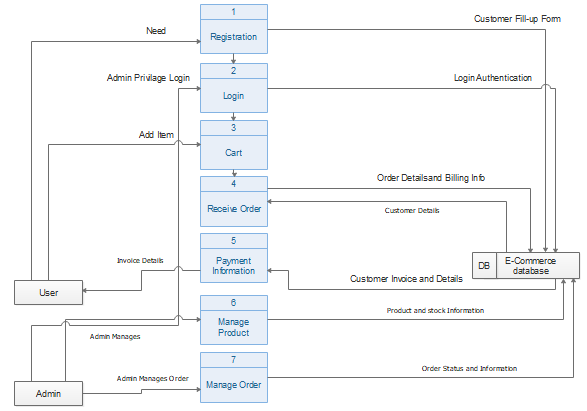 1
Customer Fill-up Form
Need
Registration
2
Admin Privilage Login
Login Authentication
Login
3
Add Item
Cart
4
Order Detailsand Billing Info
Receive Order
Customer Details
5
Invoice Details
Payment
Information
DB
E-Commerce
database
Customer Invoice and Details
User
6
Product and stock Information
Manage
Product
Admin Manages
7
Order Status and Information
Admin Manages Order
Manage Order
Admin